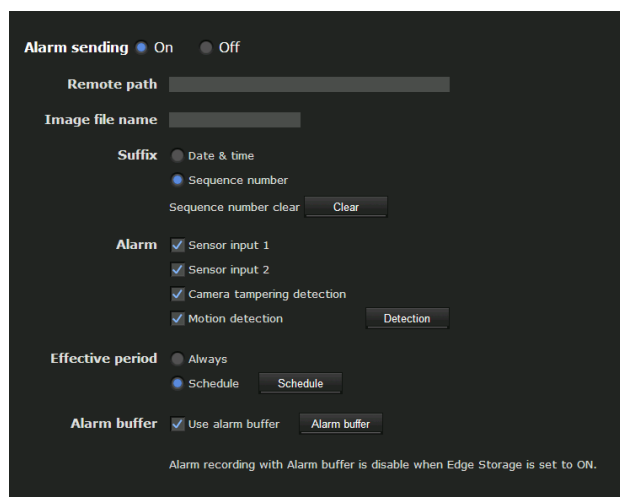 Alarm sending On Off
Remote path
Image file name
Suffix Date & time
Sequence number
Sequence number clear Clear
Alarm Sensor input 1
Sensor input 2
Camera tampering detection
Motion detection Detection
Effective period Always
Schedule Schedule
Alarm buffer Use alarm buffer Alarm buffer
Alarm recording with Alarm buffer is disable when Edge Storage is set to ON.